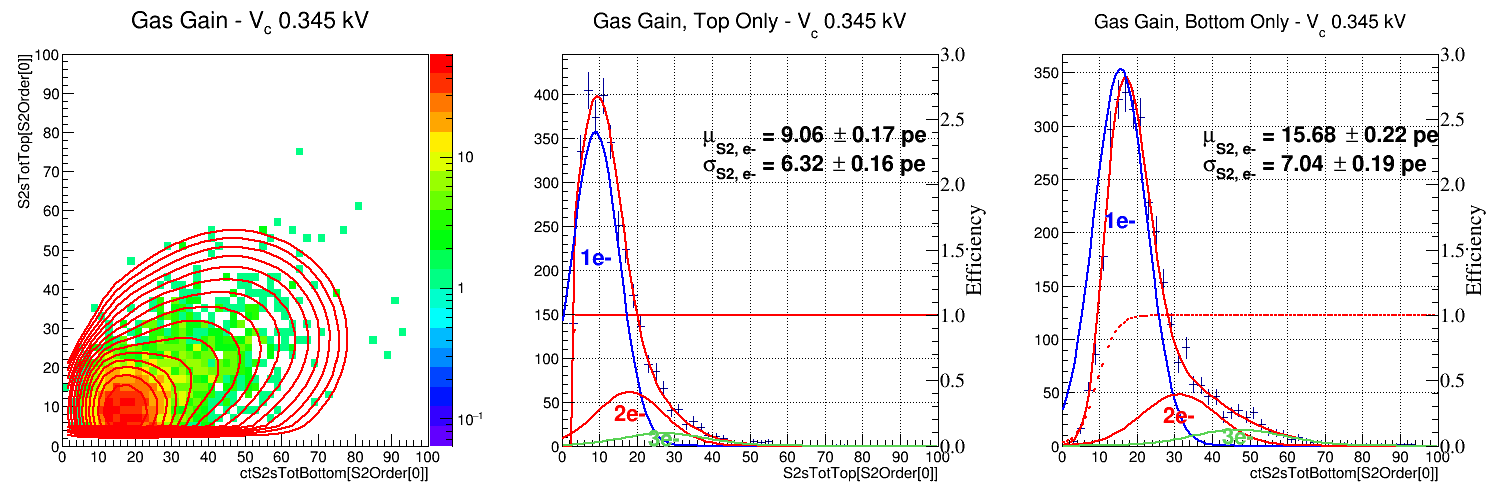 Gas Gain - Vc 0.345 kV
S2sTotTop[S2Order[0]]
100
90
80
70
60
50
40
30
20
10
0
0 10 20 30 40 50 60 70 80 90 100
ctS2sTotBottom[S2Order[0]]
10
1
10⁻¹
Gas Gain, Top Only - Vc 0.345 kV
400
350
300
250
200
150
100
50
0
μS2, e- = 9.06 ± 0.17 pe
σS2, e- = 6.32 ± 0.16 pe
1e-
2e-
3e-
3.0
2.5
2.0
1.5
1.0
0.5
0.0
Efficiency
0 10 20 30 40 50 60 70 80 90 100
S2sTotTop[S2Order[0]]
Gas Gain, Bottom Only - Vc 0.345 kV
350
300
250
200
150
100
50
0
μS2, e- = 15.68 ± 0.22 pe
σS2, e- = 7.04 ± 0.19 pe
1e-
2e-
3e-
3.0
2.5
2.0
1.5
1.0
0.5
0.0
Efficiency
0 10 20 30 40 50 60 70 80 90 100
ctS2sTotBottom[S2Order[0]]